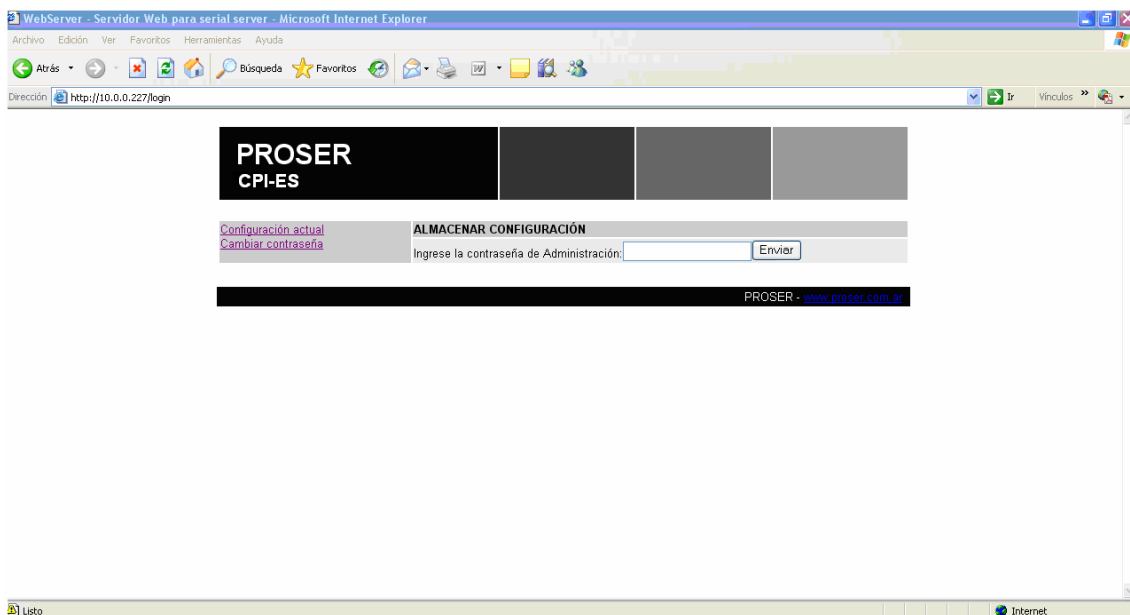 WebServer - Servidor Web para serial server - Microsoft Internet Explorer
Archivo Edición Ver Favoritos Herramientas Ayuda
Atrás Búsqueda Favoritos
Dirección http://10.0.0.227/login Ir Vínculos »
PROSER
CPI-ES
Configuración actual
Cambiar contraseña
ALMACENAR CONFIGURACIÓN
Ingrese la contraseña de Administración: Enviar
PROSER - www.proser.com.ar
Listo Internet